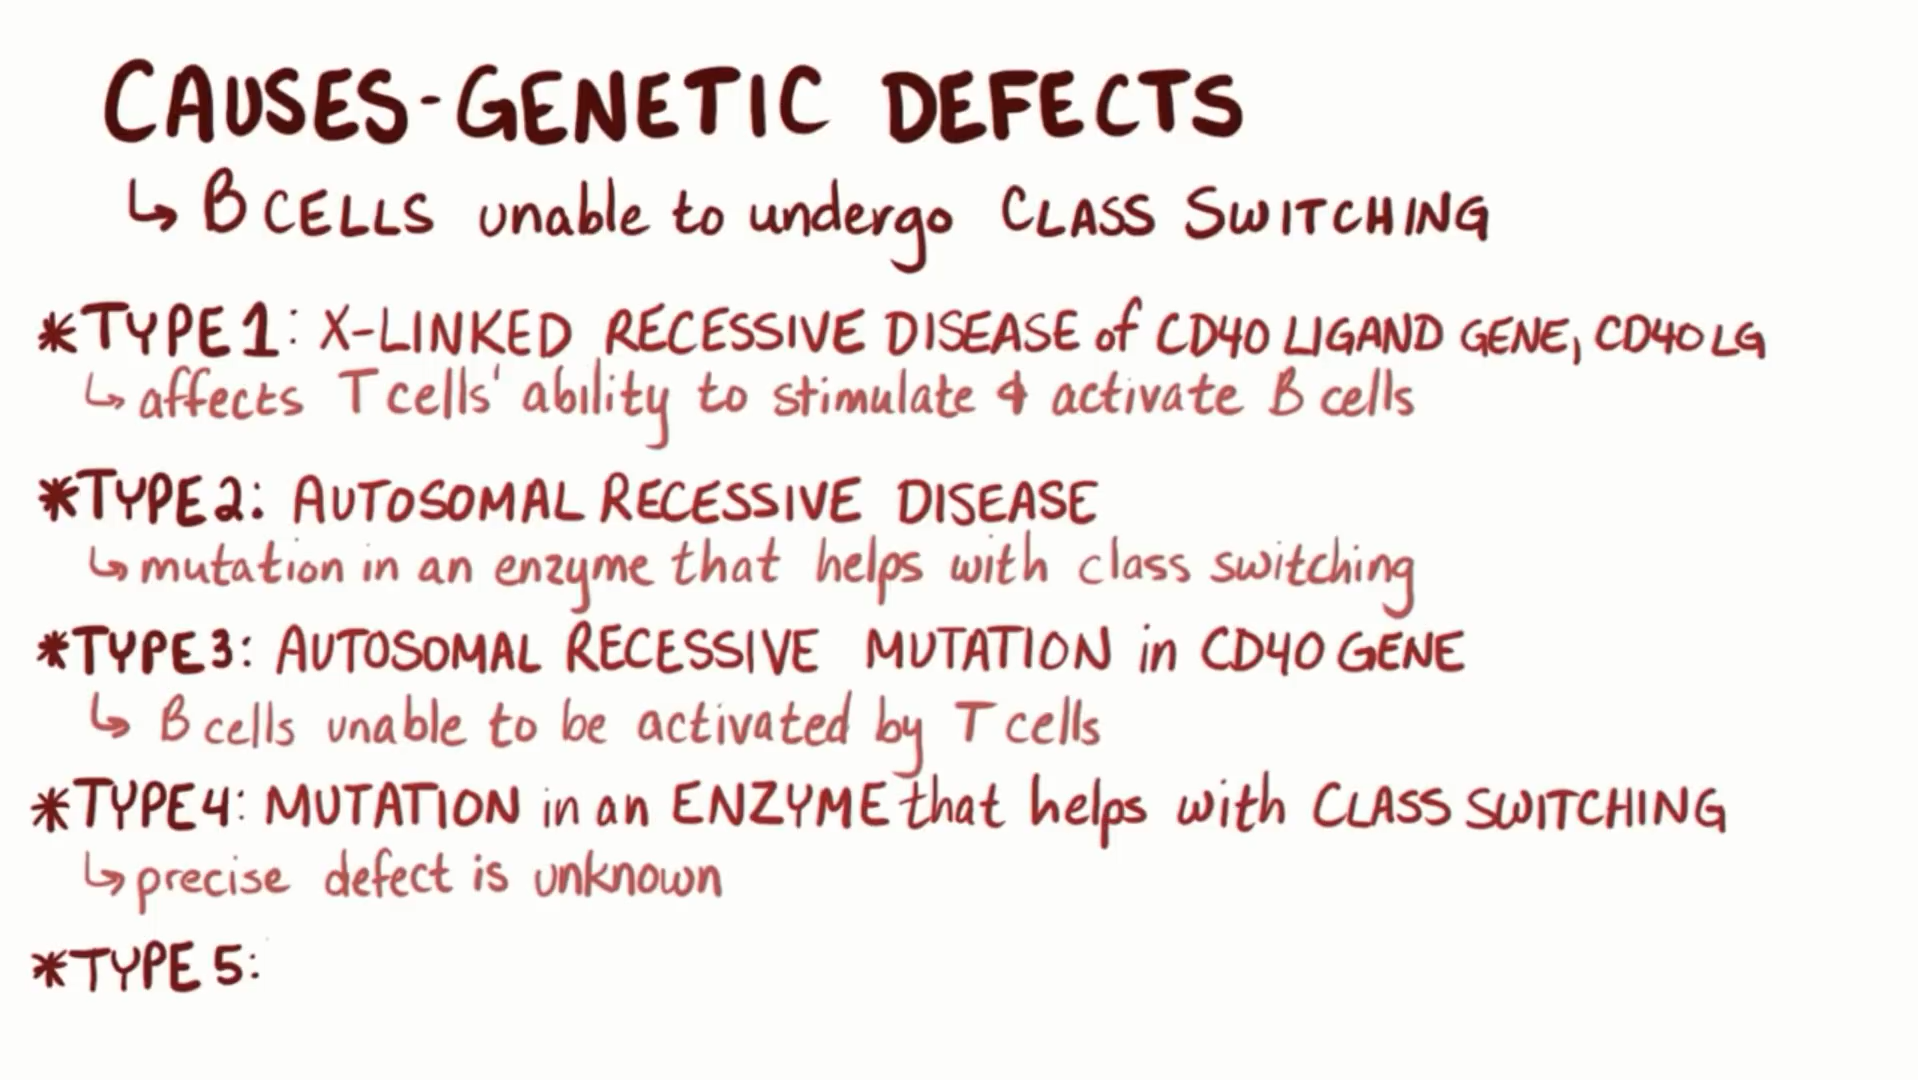 CAUSES-GENETIC DEFECTS
↳ B CELLS unable to undergo CLASS SWITCHING
*TYPE 1: X-LINKED RECESSIVE DISEASE of CD40 LIGAND GENE, CD40LG
↳ affects T cells' ability to stimulate & activate B cells
*TYPE 2: AUTOSOMAL RECESSIVE DISEASE
↳ mutation in an enzyme that helps with class switching
*TYPE 3: AUTOSOMAL RECESSIVE MUTATION in CD40 GENE
↳ B cells unable to be activated by T cells
*TYPE 4: MUTATION in an ENZYME that helps with CLASS SWITCHING
↳ precise defect is unknown
*TYPE 5: